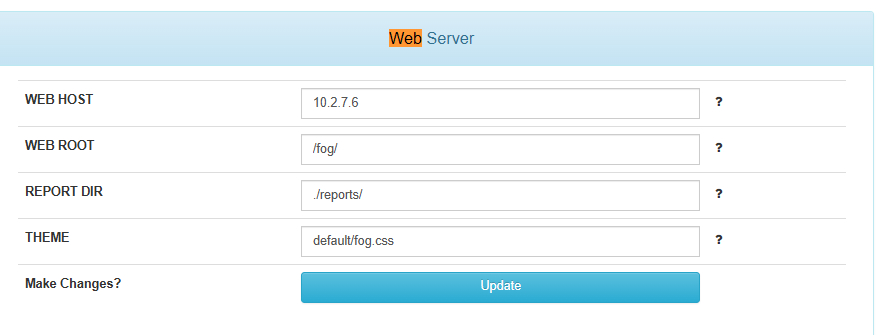 Web Server
WEB HOST
10.2.7.6
?
WEB ROOT
/fog/
?
REPORT DIR
./reports/
?
THEME
default/fog.css
?
Make Changes?
Update